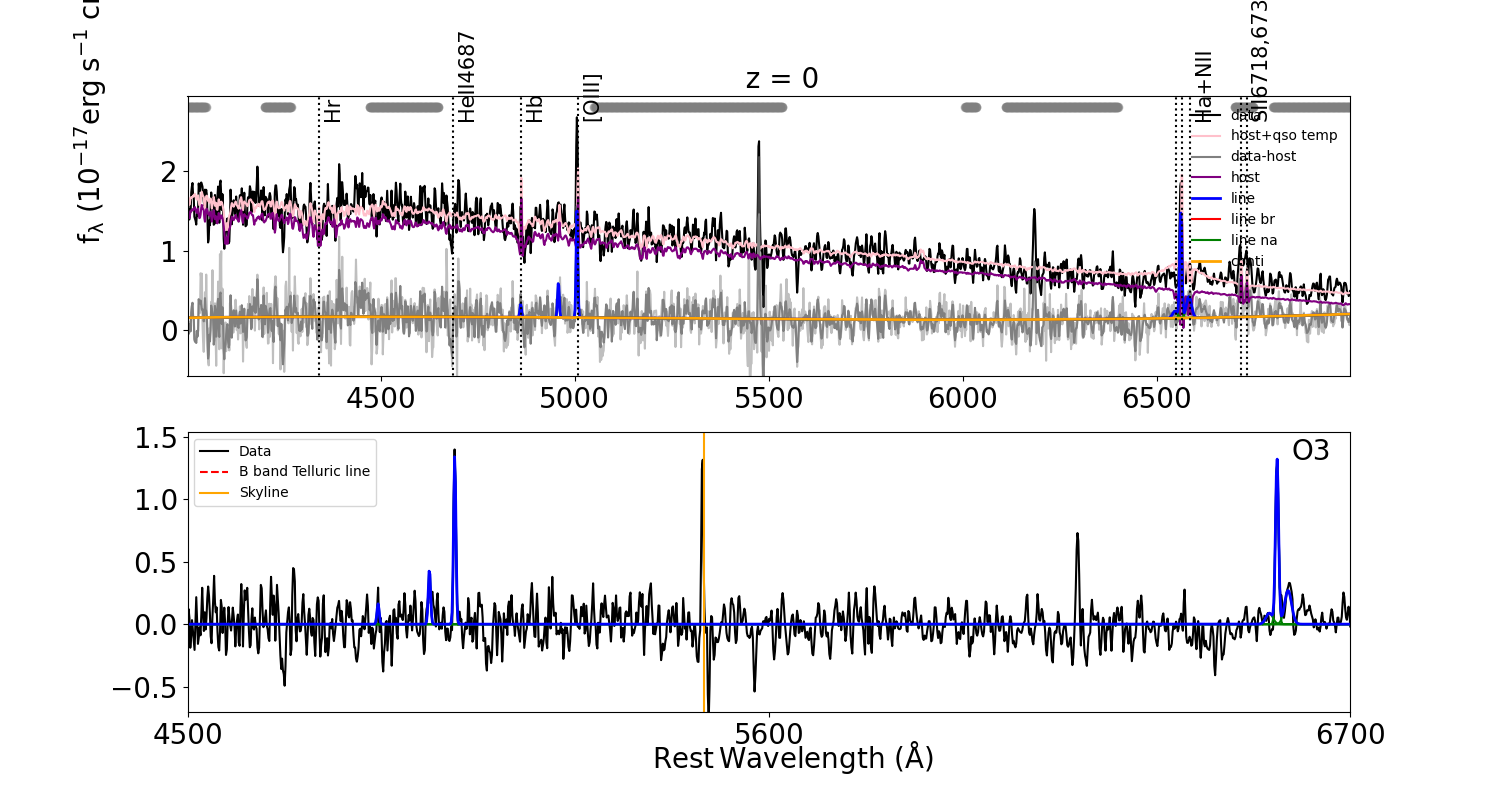 z = 0
fλ (10−17erg s−1 c
Hr
HeII4687
Hb
[OIII]
Ha+NII
SII6718,673
data
host+qso temp
data-host
host
line
line br
line na
conti
2
1
0
4500 5000 5500 6000 6500
O3
Data
B band Telluric line
Skyline
1.5
1.0
0.5
0.0
−0.5
4500 5600 6700
Rest Wavelength (Å)